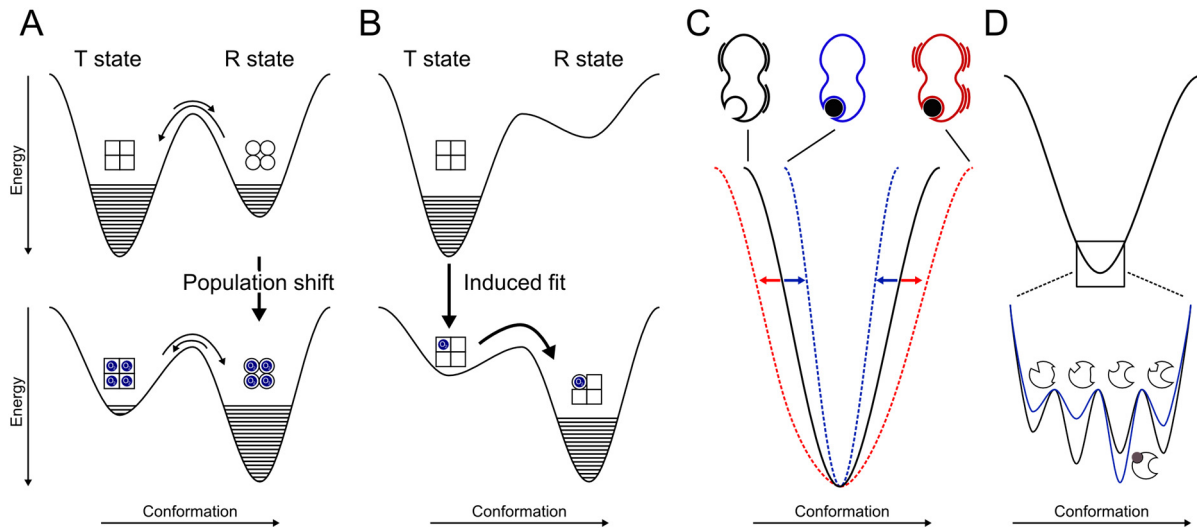 A
B
C
D
T state
R state
T state
R state
Energy
Population shift
Induced fit
Energy
Conformation
Conformation
Conformation
Conformation